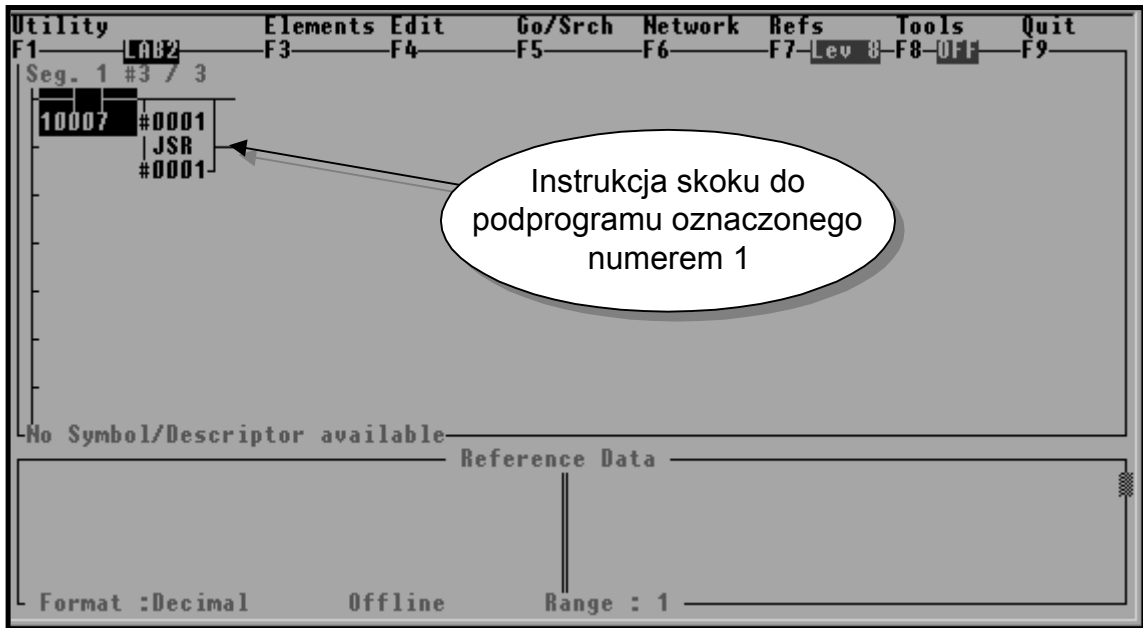 Utility Elements Edit Go/Srch Network Refs Tools Quit
F1 LAB2 F3 F4 F5 F6 F7 Lev 8 F8 OFF F9
Seg. 1 #3 / 3
10007 #0001
JSR
#0001
Instrukcja skoku do
podprogramu oznaczonego
numerem 1
No Symbol/Descriptor available
Reference Data
Format :Decimal Offline Range : 1